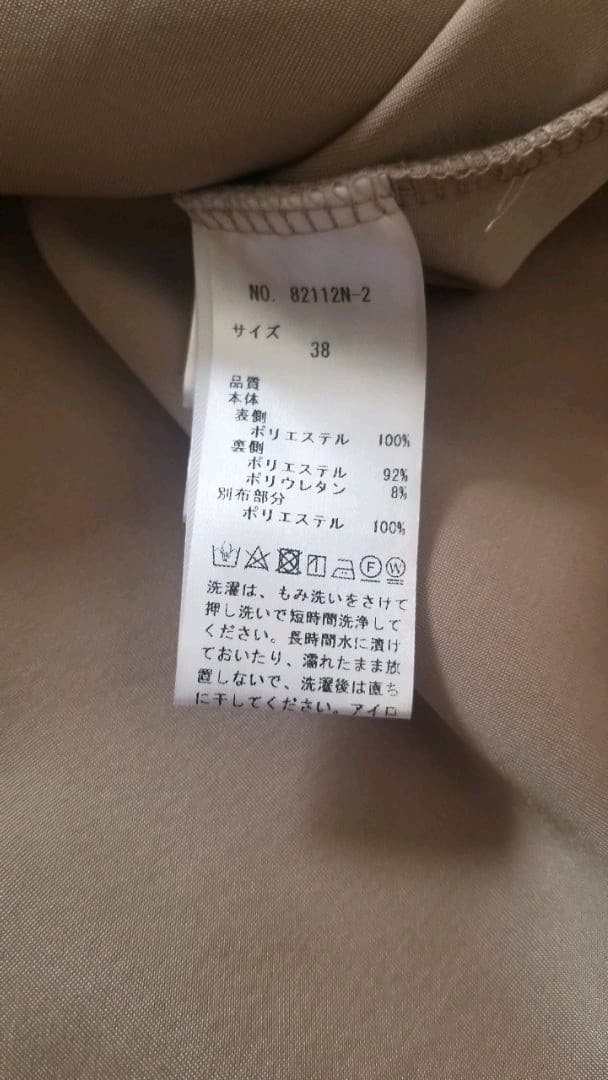 NO. 82112N-2
サイズ
38
品質
本体
表側
ポリエステル 100%
裏側
ポリエステル 92%
ポリウレタン 8%
別布部分
ポリエステル 100%
F W
洗濯は、もみ洗いをさけて
押し洗いで短時間洗浄して
ください。長時間水に漬け
ておいたり、濡れたまま放
置しないで、洗濯後は直ち
に干してください。アイロ